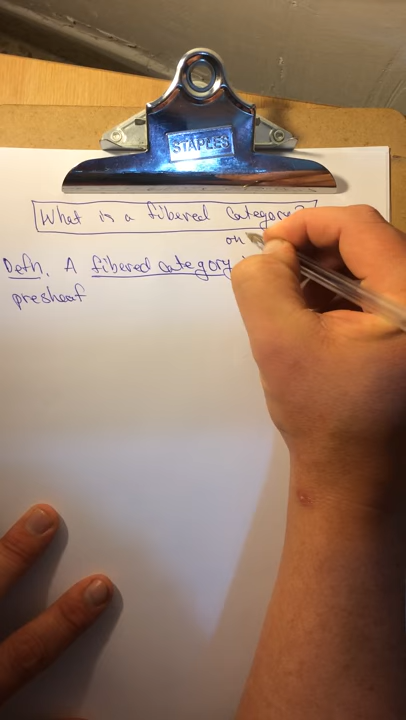 STAPLES
What is a fibered category?
on
Defn. A fibered category
presheaf